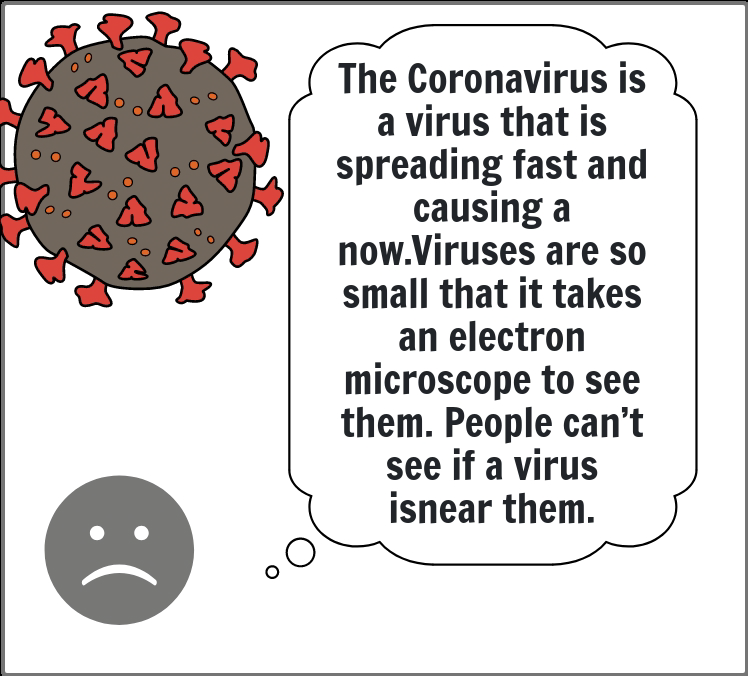 The Coronavirus is
a virus that is
spreading fast and
causing a
now.Viruses are so
small that it takes
an electron
microscope to see
them. People can’t
see if a virus
isnear them.